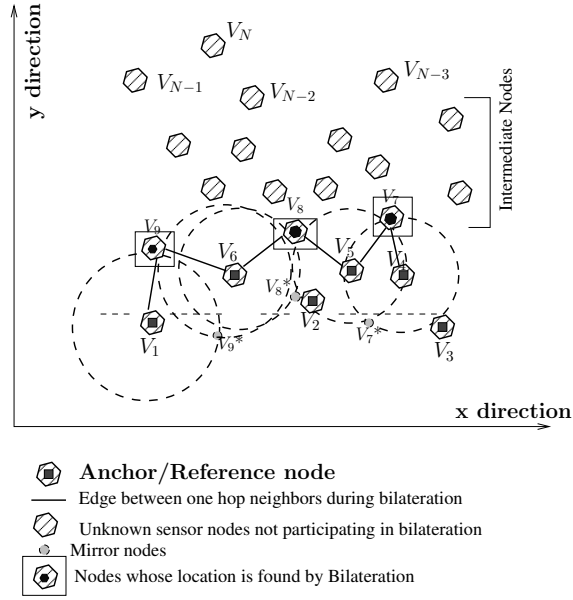 y direction
V_N
V_{N-1}
V_{N-2}
V_{N-3}
Intermediate Nodes
V_7
V_8
V_9
V_6
V_5
V
V_8*
V_2
V_1
V_9*
V_7*
V_3
x direction
Anchor/Reference node
Edge between one hop neighbors during bilateration
Unknown sensor nodes not participating in bilateration
Mirror nodes
Nodes whose location is found by Bilateration